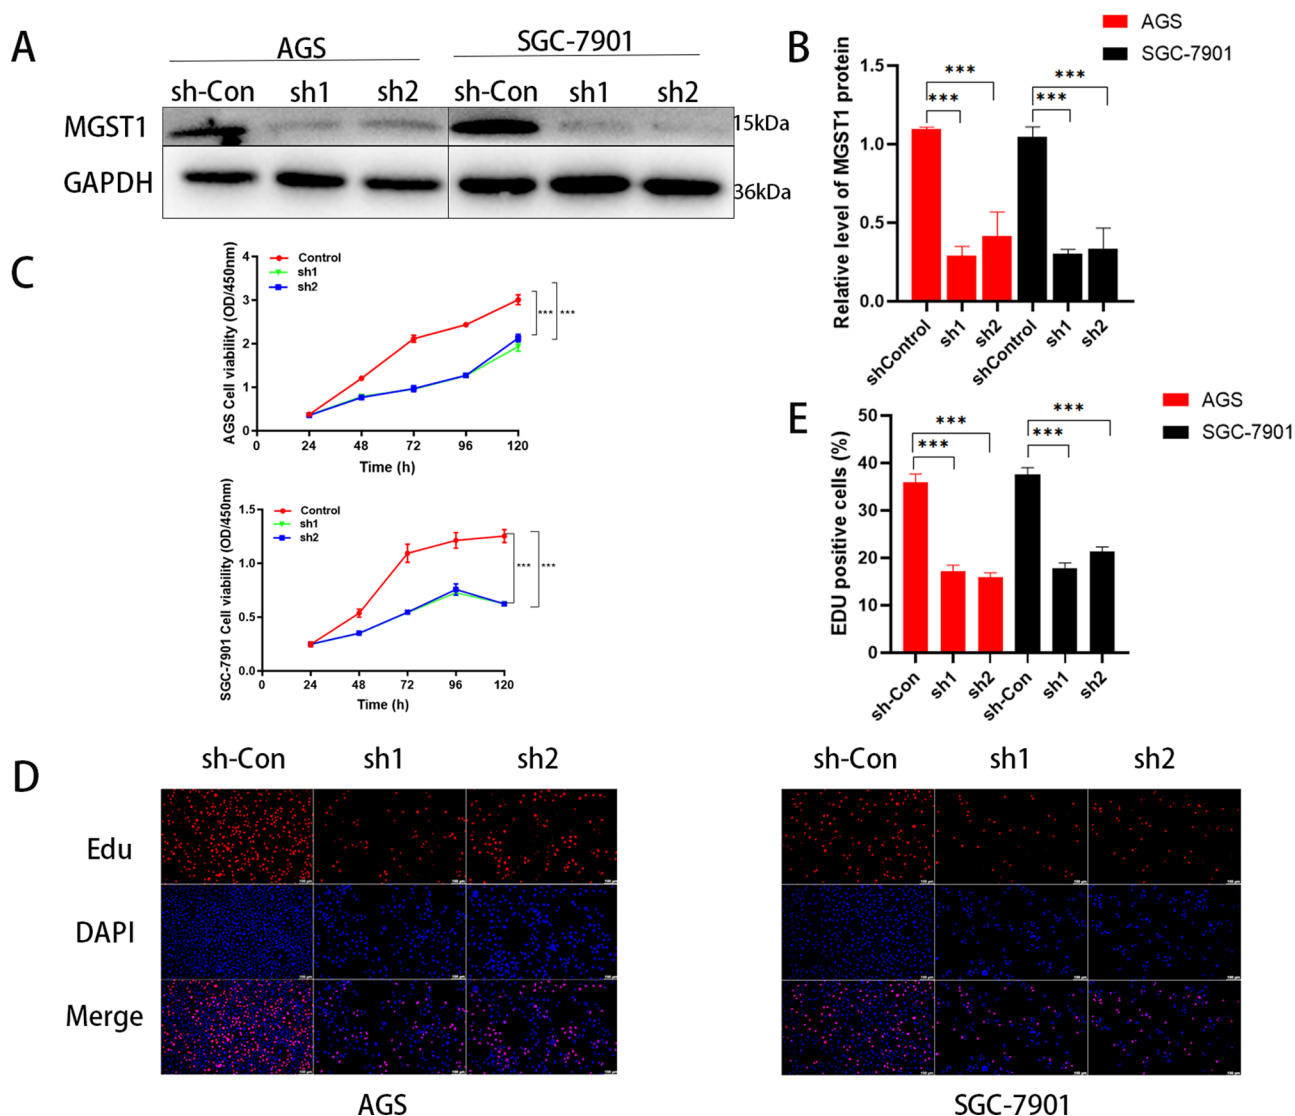 A
AGS
SGC-7901
sh-Con sh1 sh2 sh-Con sh1 sh2
MGST1
15kDa
GAPDH
36kDa
B
AGS
SGC-7901
Relative level of MGST1 protein
1.5
1.0
0.5
0.0
*** *** *** ***
shControl sh1 sh2 shControl sh1 sh2
C
AGS Cell viability (OD/450nm)
4
3
2
1
0
Control
sh1
sh2
*** ***
0 24 48 72 96 120
Time (h)
SGC-7901 Cell viability (OD/450nm)
1.5
1.0
0.5
0.0
Control
sh1
sh2
*** ***
0 24 48 72 96 120
Time (h)
E
AGS
SGC-7901
EDU positive cells (%)
50
40
30
20
10
0
*** *** *** ***
sh-Con sh1 sh2 sh-Con sh1 sh2
D
sh-Con sh1 sh2 sh-Con sh1 sh2
Edu
DAPI
Merge
AGS
SGC-7901